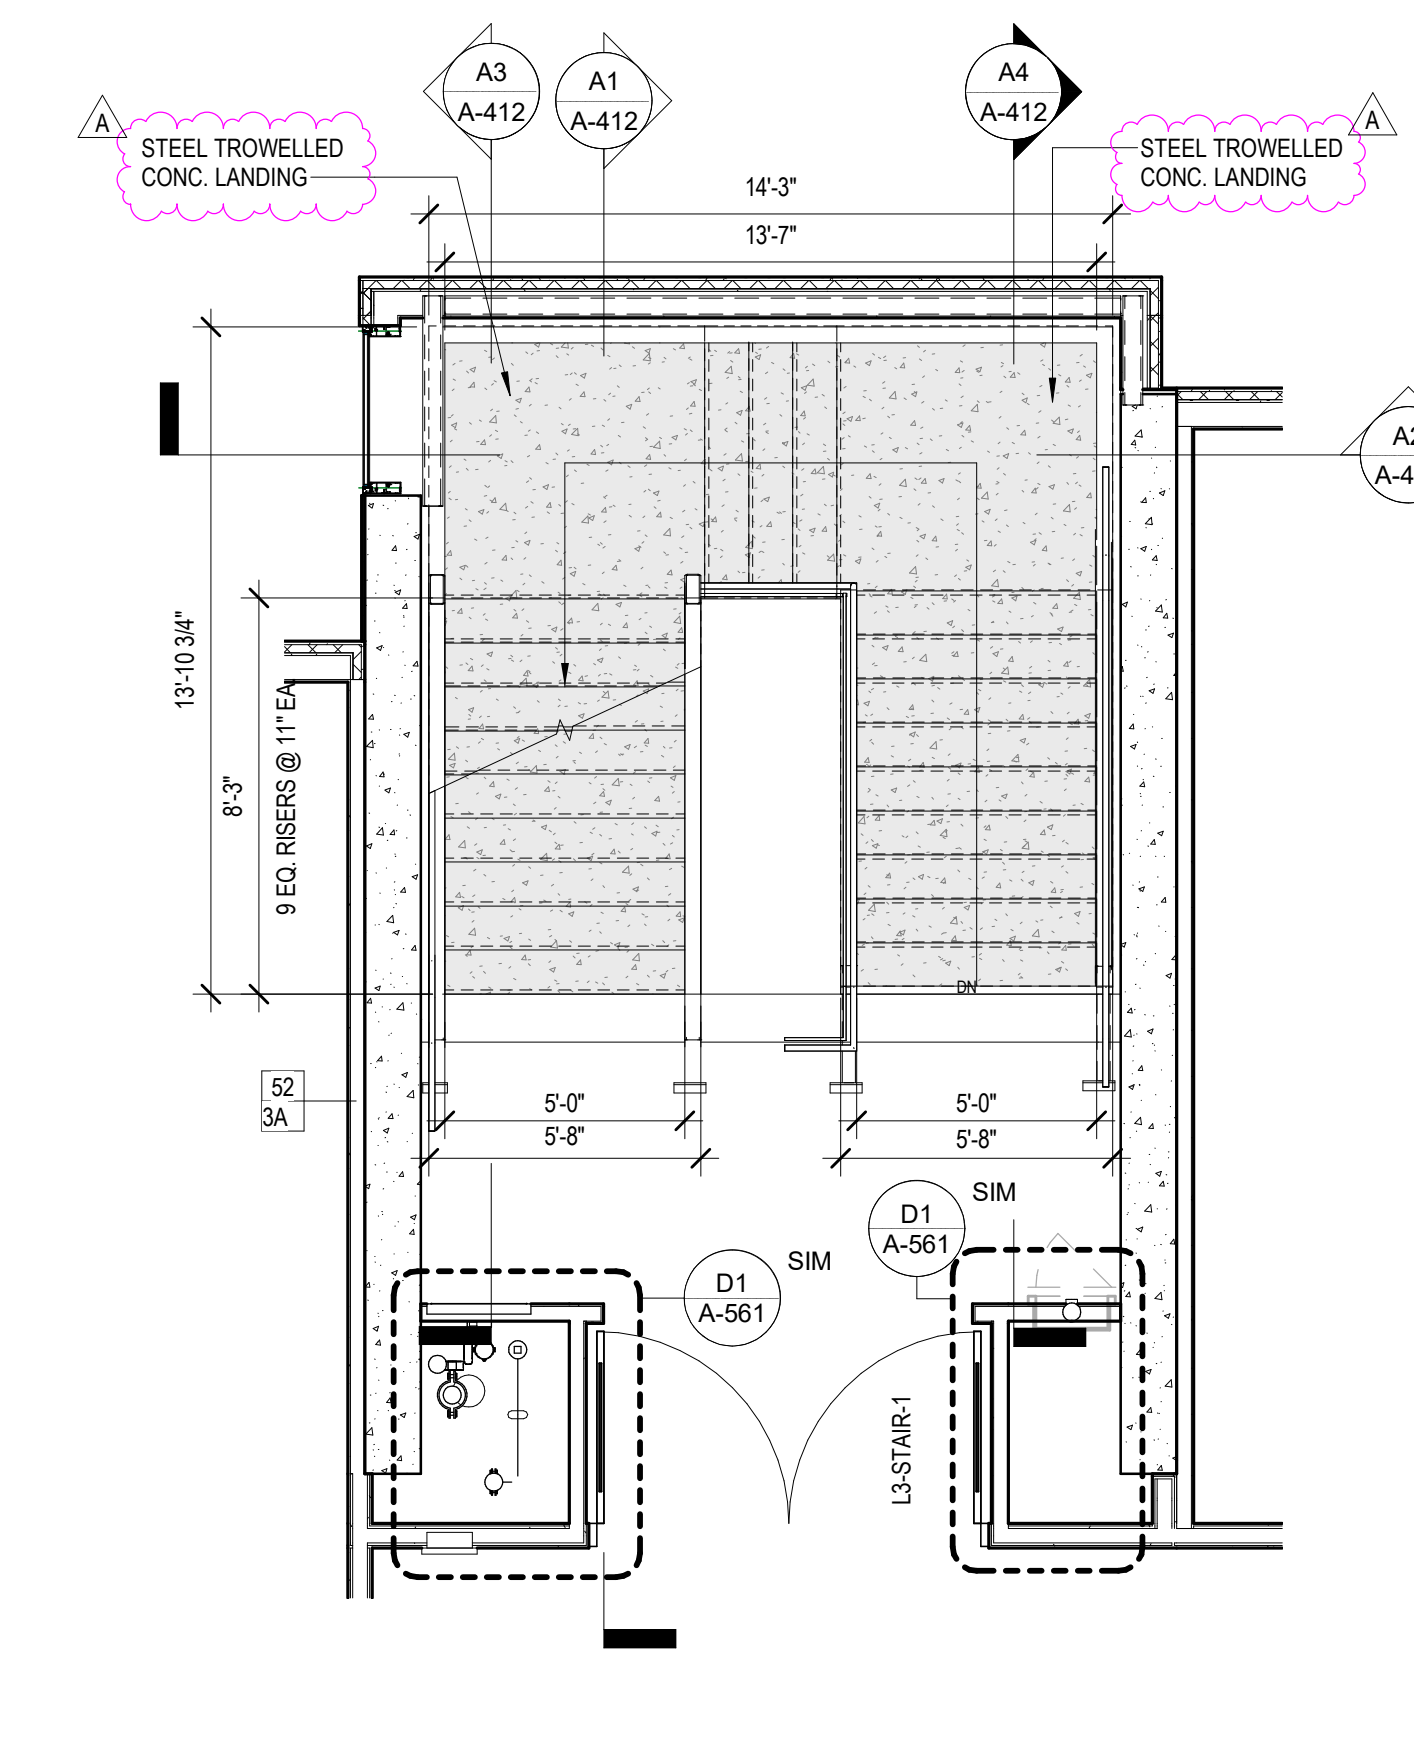 A3
A-412
A1
A-412
A4
A-412
A
STEEL TROWELLED
CONC. LANDING
A
STEEL TROWELLED
CONC. LANDING
14'-3"
13'-7"
A2
A-4
13'-10 3/4"
8'-3"
9 EQ. RISERS @ 11" EA.
DN
52
3A
5'-0"
5'-8"
5'-0"
5'-8"
D1
A-561
SIM
D1
A-561
SIM
L3-STAIR-1